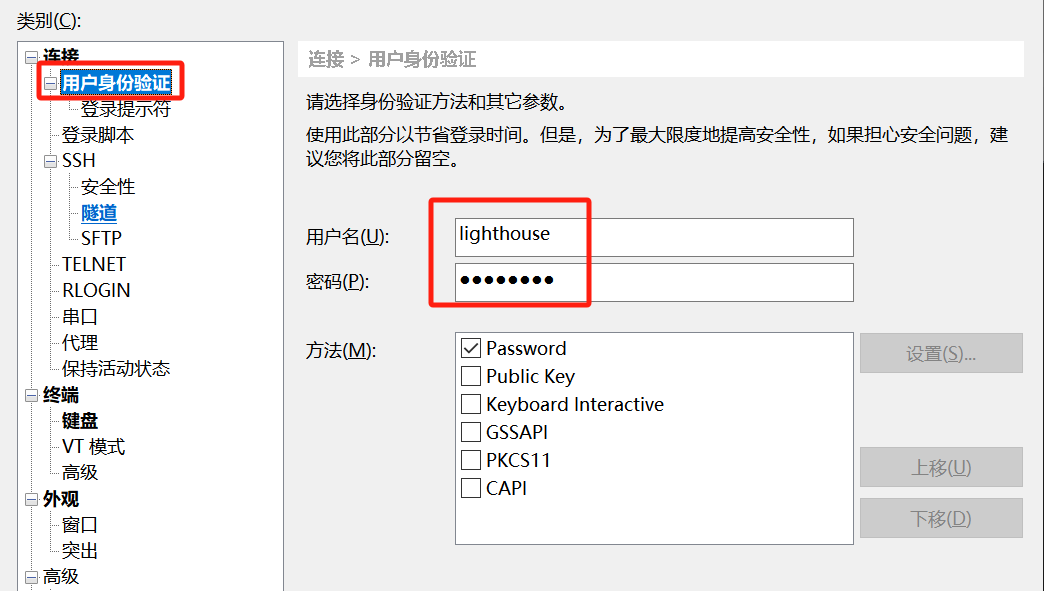 类别(C):
连接
用户身份验证
登录提示符
登录脚本
SSH
安全性
隧道
SFTP
TELNET
RLOGIN
串口
代理
保持活动状态
终端
键盘
VT 模式
高级
外观
窗口
突出
高级
连接 > 用户身份验证
请选择身份验证方法和其它参数。
使用此部分以节省登录时间。但是，为了最大限度地提高安全性，如果担心安全问题，建
议您将此部分留空。
用户名(U):
lighthouse
密码(P):
●●●●●●●●
方法(M):
Password
Public Key
Keyboard Interactive
GSSAPI
PKCS11
CAPI
设置(S)...
上移(U)
下移(D)